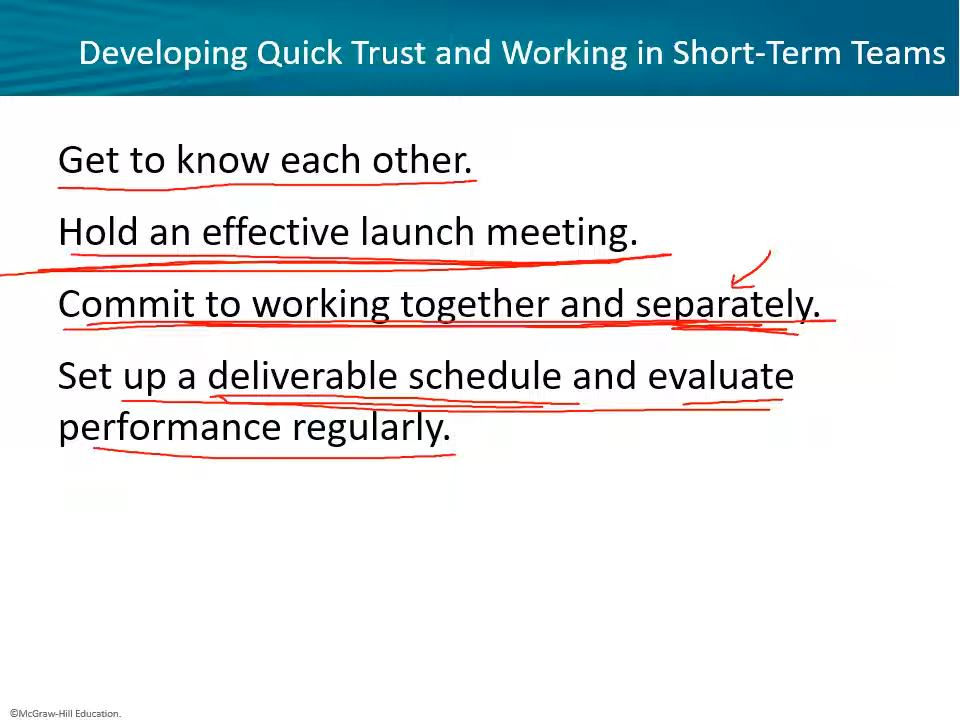 Developing Quick Trust and Working in Short-Term Teams
Get to know each other.
Hold an effective launch meeting.
Commit to working together and separately.
Set up a deliverable schedule and evaluate
performance regularly.
©McGraw-Hill Education.